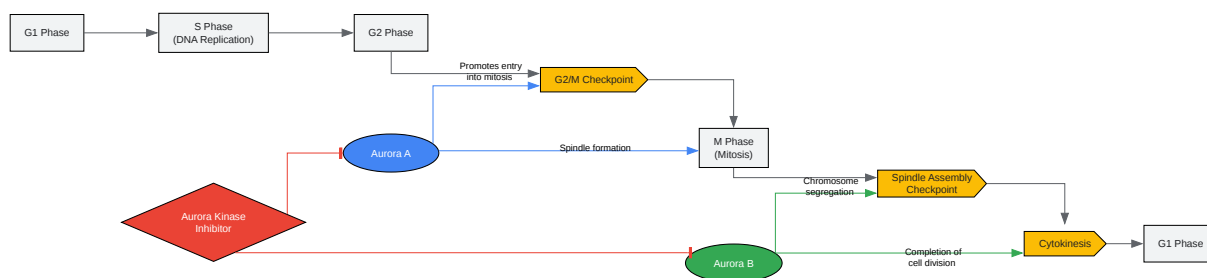 G1 Phase
S Phase
(DNA Replication)
G2 Phase
Promotes entry
into mitosis
G2/M Checkpoint
Aurora A
Spindle formation
M Phase
(Mitosis)
Chromosome
segregation
Spindle Assembly
Checkpoint
Aurora Kinase
Inhibitor
Aurora B
Completion of
cell division
Cytokinesis
G1 Phase